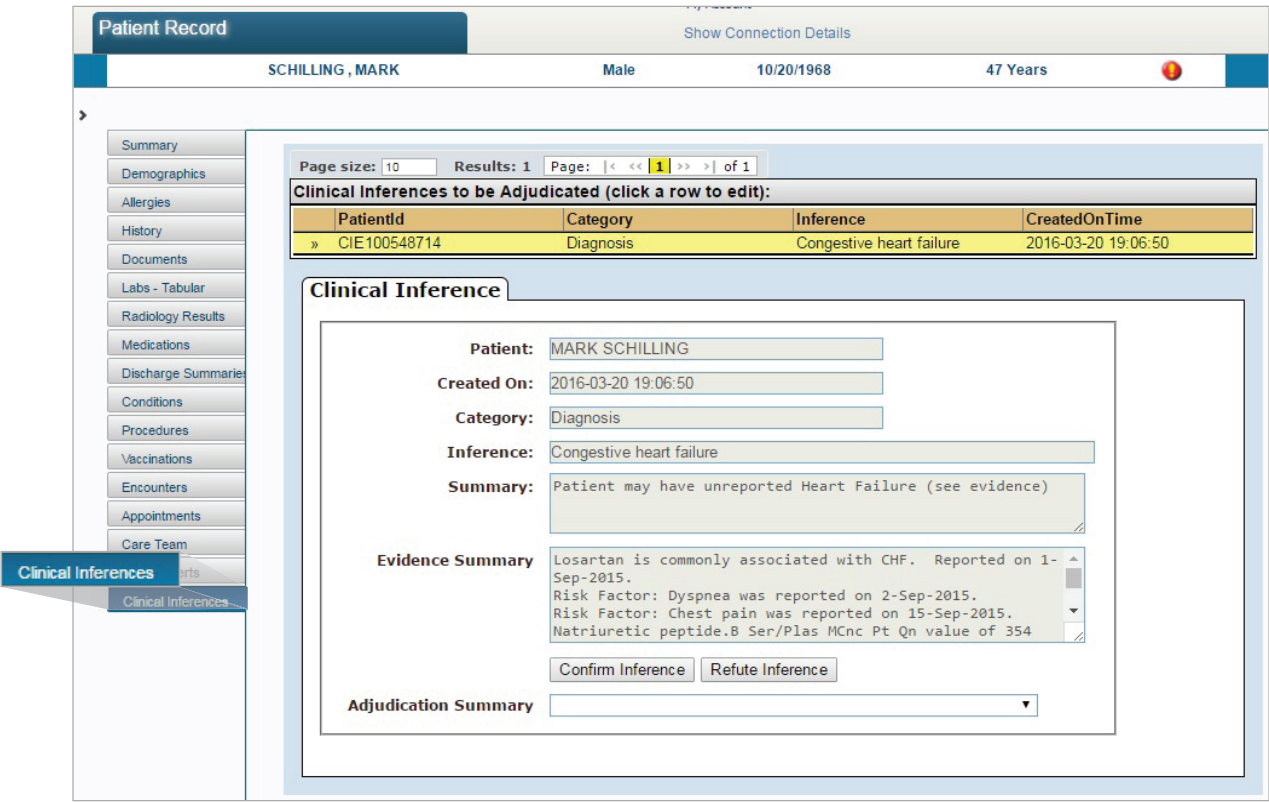 Patient Record
Show Connection Details
SCHILLING , MARK Male 10/20/1968 47 Years
Summary
Demographics
Allergies
History
Documents
Labs - Tabular
Radiology Results
Medications
Discharge Summaries
Conditions
Procedures
Vaccinations
Encounters
Appointments
Care Team
Clinical Inferences
Clinical Inferences
Page size: 10 Results: 1 Page: |< << 1 >> >| of 1
Clinical Inferences to be Adjudicated (click a row to edit):
PatientId Category Inference CreatedOnTime
» CIE100548714 Diagnosis Congestive heart failure 2016-03-20 19:06:50
Clinical Inference
Patient: MARK SCHILLING
Created On: 2016-03-20 19:06:50
Category: Diagnosis
Inference: Congestive heart failure
Summary: Patient may have unreported Heart Failure (see evidence)
Evidence Summary Losartan is commonly associated with CHF. Reported on 1-
Sep-2015.
Risk Factor: Dyspnea was reported on 2-Sep-2015.
Risk Factor: Chest pain was reported on 15-Sep-2015.
Natriuretic peptide.B Ser/Plas MCnc Pt Qn value of 354
Confirm Inference Refute Inference
Adjudication Summary